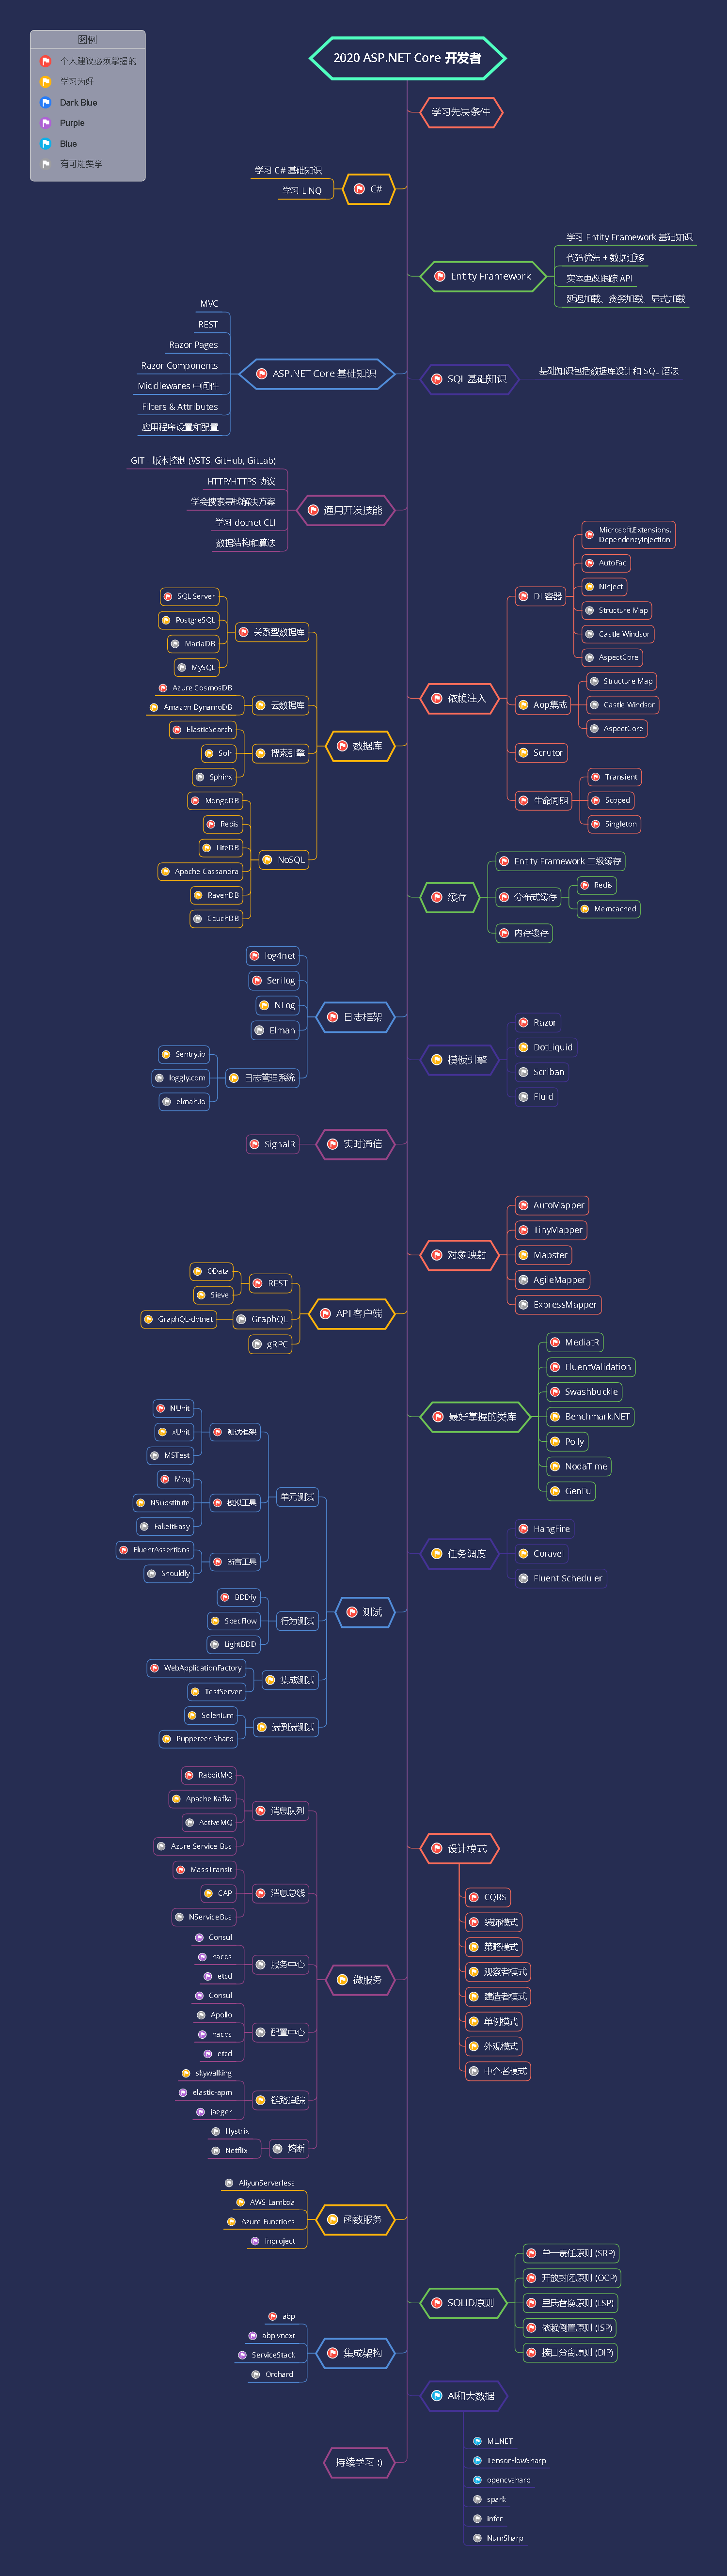 图例
个人建议必须掌握的
学习为好
Dark Blue
Purple
Blue
有可能要学
2020 ASP.NET Core 开发者
学习先决条件
C#
学习 C# 基础知识
学习 LINQ
Entity Framework
学习 Entity Framework 基础知识
代码优先 + 数据迁移
实体更改跟踪 API
延迟加载、贪婪加载、显式加载
ASP.NET Core 基础知识
MVC
REST
Razor Pages
Razor Components
Middlewares 中间件
Filters & Attributes
应用程序设置和配置
SQL 基础知识
基础知识包括数据库设计和 SQL 语法
通用开发技能
GIT - 版本控制 (VSTS, GitHub, GitLab)
HTTP/HTTPS 协议
学会搜索寻找解决方案
学习 dotnet CLI
数据结构和算法
依赖注入
DI 容器
Microsoft.Extensions.
DependencyInjection
AutoFac
Ninject
Structure Map
Castle Windsor
AspectCore
Aop集成
Structure Map
Castle Windsor
AspectCore
Scrutor
生命周期
Transient
Scoped
Singleton
数据库
关系型数据库
SQL Server
PostgreSQL
MariaDB
MySQL
云数据库
Azure CosmosDB
Amazon DynamoDB
搜索引擎
ElasticSearch
Solr
Sphinx
NoSQL
MongoDB
Redis
LiteDB
Apache Cassandra
RavenDB
CouchDB
缓存
Entity Framework 二级缓存
分布式缓存
Redis
Memcached
内存缓存
日志框架
log4net
Serilog
NLog
Elmah
日志管理系统
Sentry.io
loggly.com
elmah.io
模板引擎
Razor
DotLiquid
Scriban
Fluid
实时通信
SignalR
对象映射
AutoMapper
TinyMapper
Mapster
AgileMapper
ExpressMapper
API 客户端
REST
OData
Sieve
GraphQL
GraphQL-dotnet
gRPC
最好掌握的类库
MediatR
FluentValidation
Swashbuckle
Benchmark.NET
Polly
NodaTime
GenFu
任务调度
HangFire
Coravel
Fluent Scheduler
测试
单元测试
测试框架
NUnit
xUnit
MSTest
模拟工具
Moq
NSubstitute
FakeItEasy
断言工具
FluentAssertions
Shouldly
行为测试
BDDfy
SpecFlow
LightBDD
集成测试
WebApplicationFactory
TestServer
端到端测试
Selenium
Puppeteer Sharp
微服务
消息队列
RabbitMQ
Apache Kafka
ActiveMQ
Azure Service Bus
消息总线
MassTransit
CAP
NServiceBus
服务中心
Consul
nacos
etcd
配置中心
Consul
Apollo
nacos
etcd
链路追踪
skywalking
elastic-apm
jaeger
熔断
Hystrix
Netflix
设计模式
CQRS
装饰模式
策略模式
观察者模式
建造者模式
单例模式
外观模式
中介者模式
函数服务
AliyunServerless
AWS Lambda
Azure Functions
fnproject
SOLID原则
单一责任原则 (SRP)
开放封闭原则 (OCP)
里氏替换原则 (LSP)
依赖倒置原则 (ISP)
接口分离原则 (DIP)
集成架构
abp
abp vnext
ServiceStack
Orchard
AI和大数据
ML.NET
TensorFlowSharp
opencvsharp
spark
Infer
NumSharp
持续学习 :)